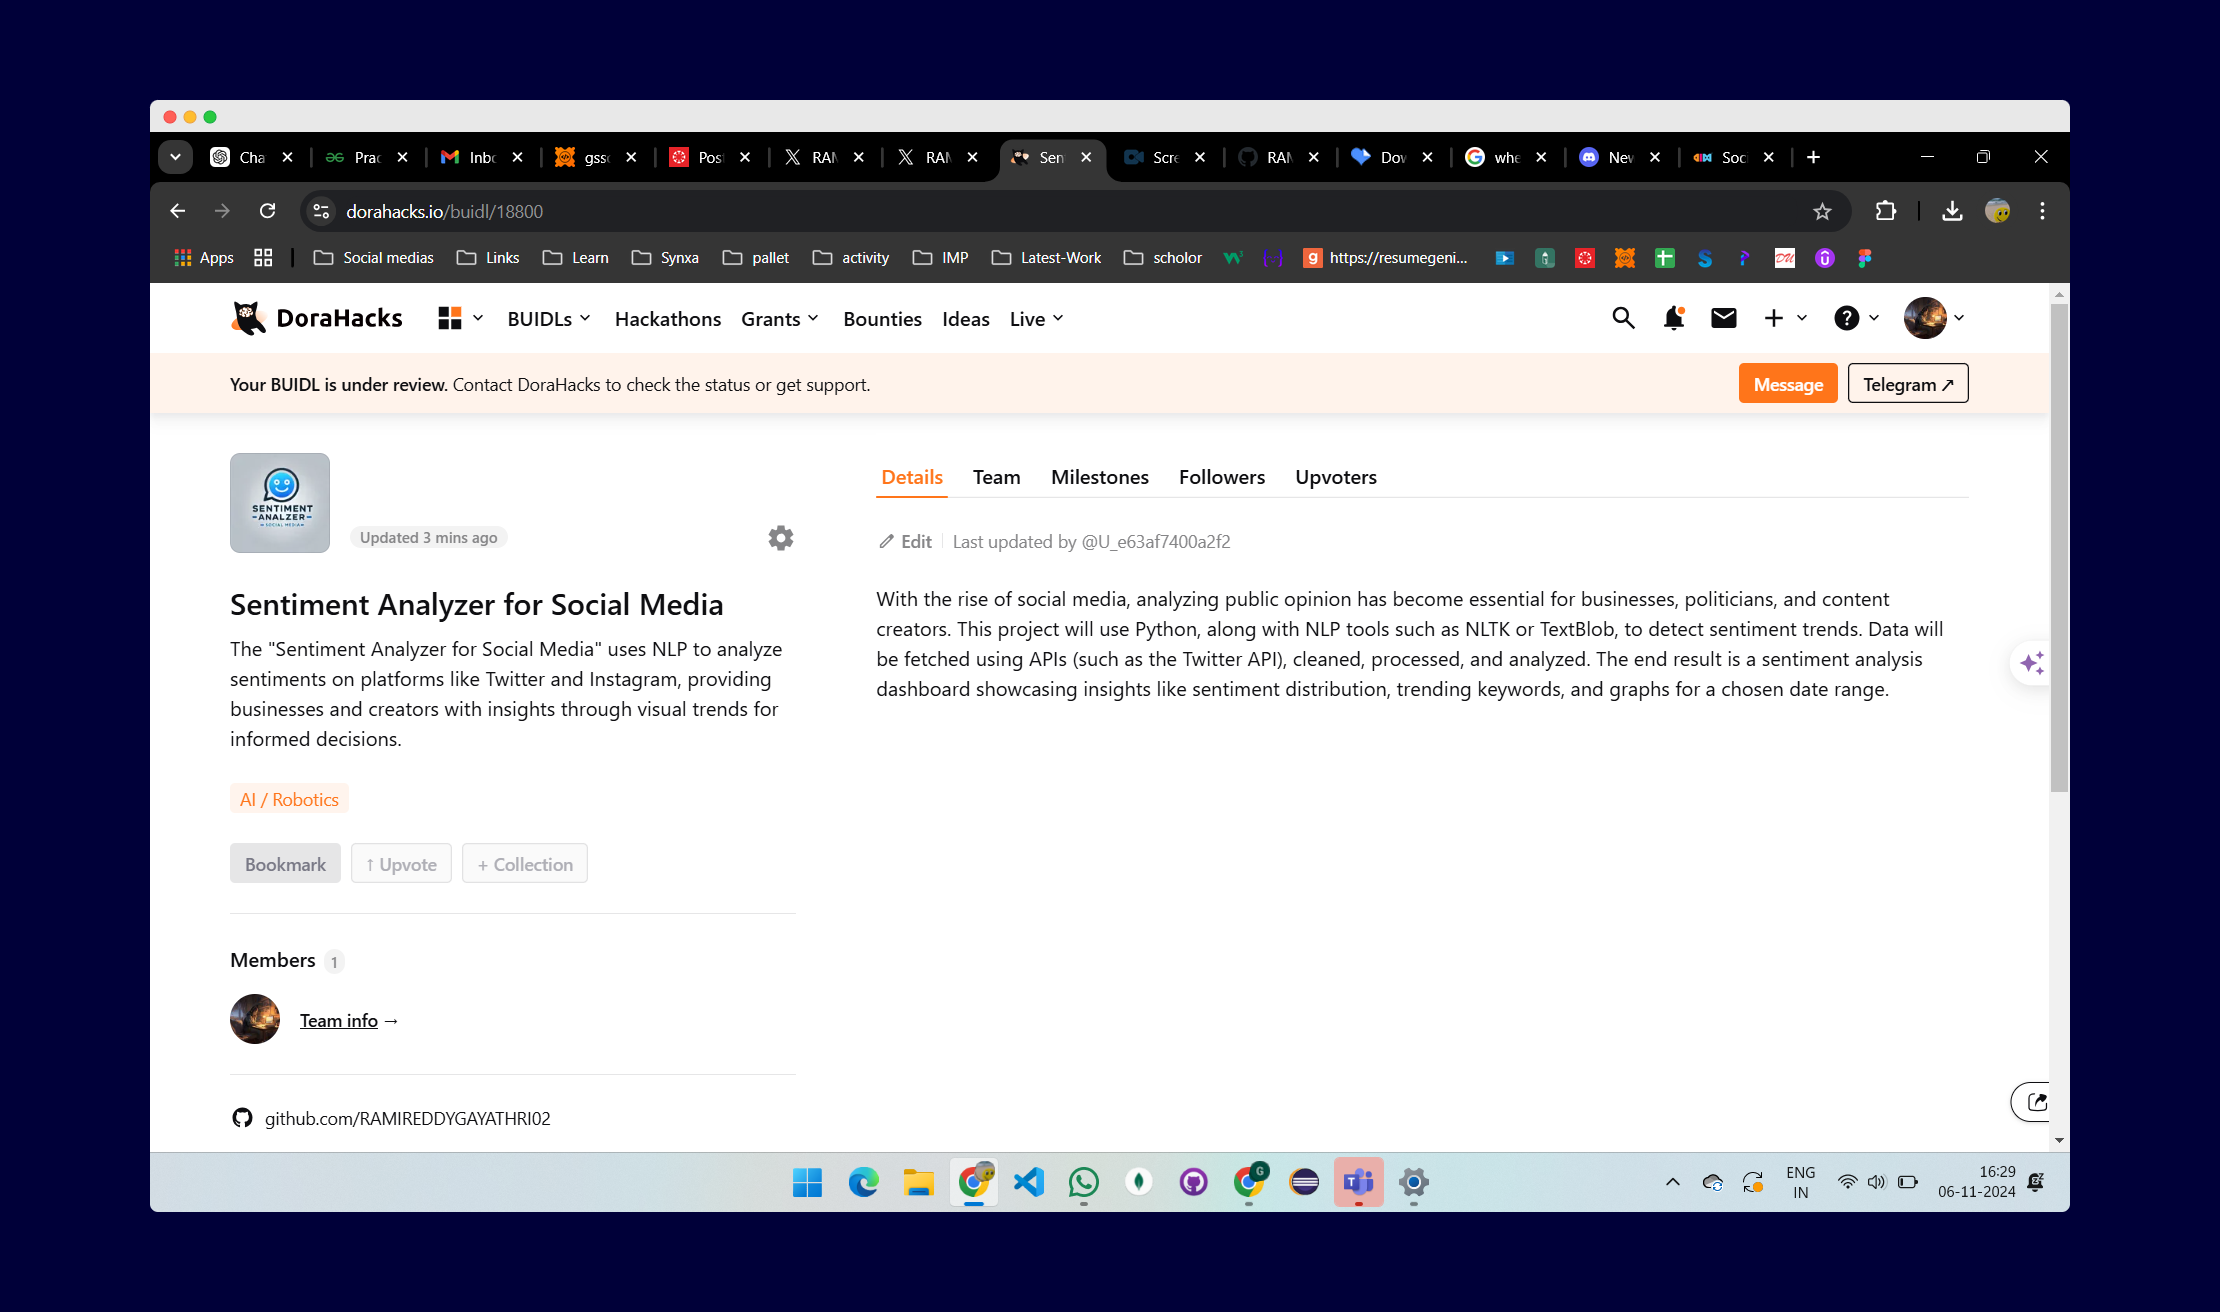 Cha
Prac
Inbc
gssc
Pos
RAM
RAM
Sen
Scre
RAM
Dov
whe
Nev
Soc
dorahacks.io/buidl/18800
Apps Social medias Links Learn Synxa pallet activity IMP Latest-Work scholor https://resumegeni...
DoraHacks BUIDLs Hackathons Grants Bounties Ideas Live
Your BUIDL is under review. Contact DoraHacks to check the status or get support.
Message Telegram ↗
SENTIMENT
-ANALZER-
SOCIAL MEDIA
Updated 3 mins ago
Sentiment Analyzer for Social Media
The "Sentiment Analyzer for Social Media" uses NLP to analyze
sentiments on platforms like Twitter and Instagram, providing
businesses and creators with insights through visual trends for
informed decisions.
AI / Robotics
Bookmark ↑ Upvote + Collection
Members 1
Team info →
github.com/RAMIREDDYGAYATHRI02
Details Team Milestones Followers Upvoters
Edit Last updated by @U_e63af7400a2f2
With the rise of social media, analyzing public opinion has become essential for businesses, politicians, and content
creators. This project will use Python, along with NLP tools such as NLTK or TextBlob, to detect sentiment trends. Data will
be fetched using APIs (such as the Twitter API), cleaned, processed, and analyzed. The end result is a sentiment analysis
dashboard showcasing insights like sentiment distribution, trending keywords, and graphs for a chosen date range.
ENG
IN
16:29
06-11-2024